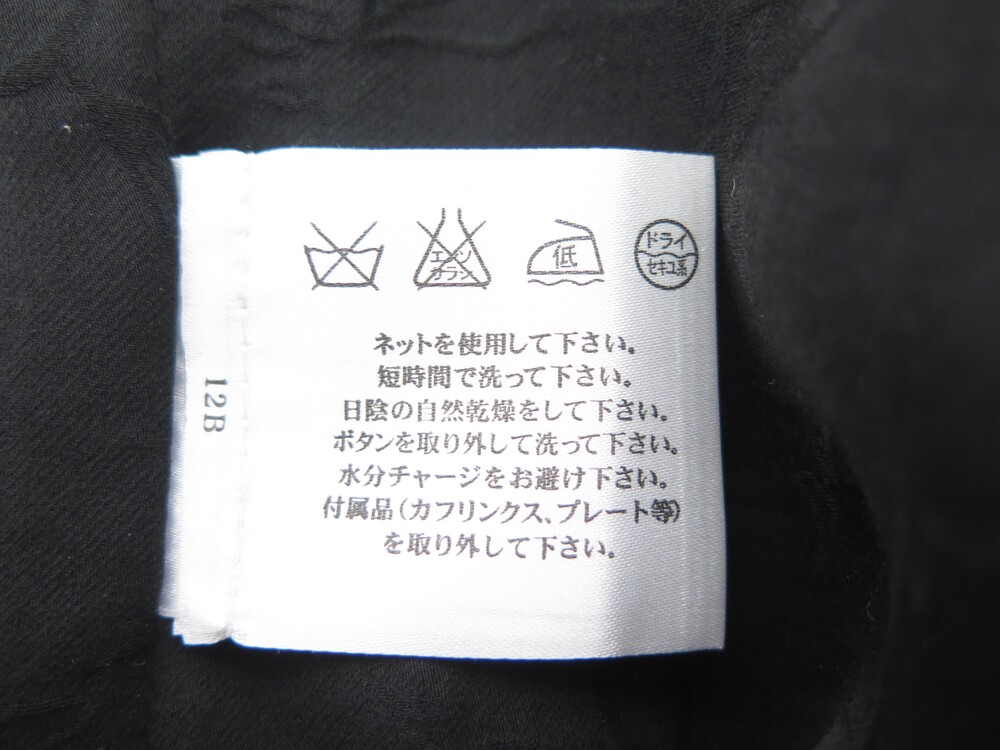 エンソ
サラシ
低
ドライ
セキユ系
ネットを使用して下さい。
短時間で洗って下さい。
日陰の自然乾燥をして下さい。
ボタンを取り外して洗って下さい。
水分チャージをお避け下さい。
付属品(カフリンクス、プレート等)
を取り外して下さい。
12B